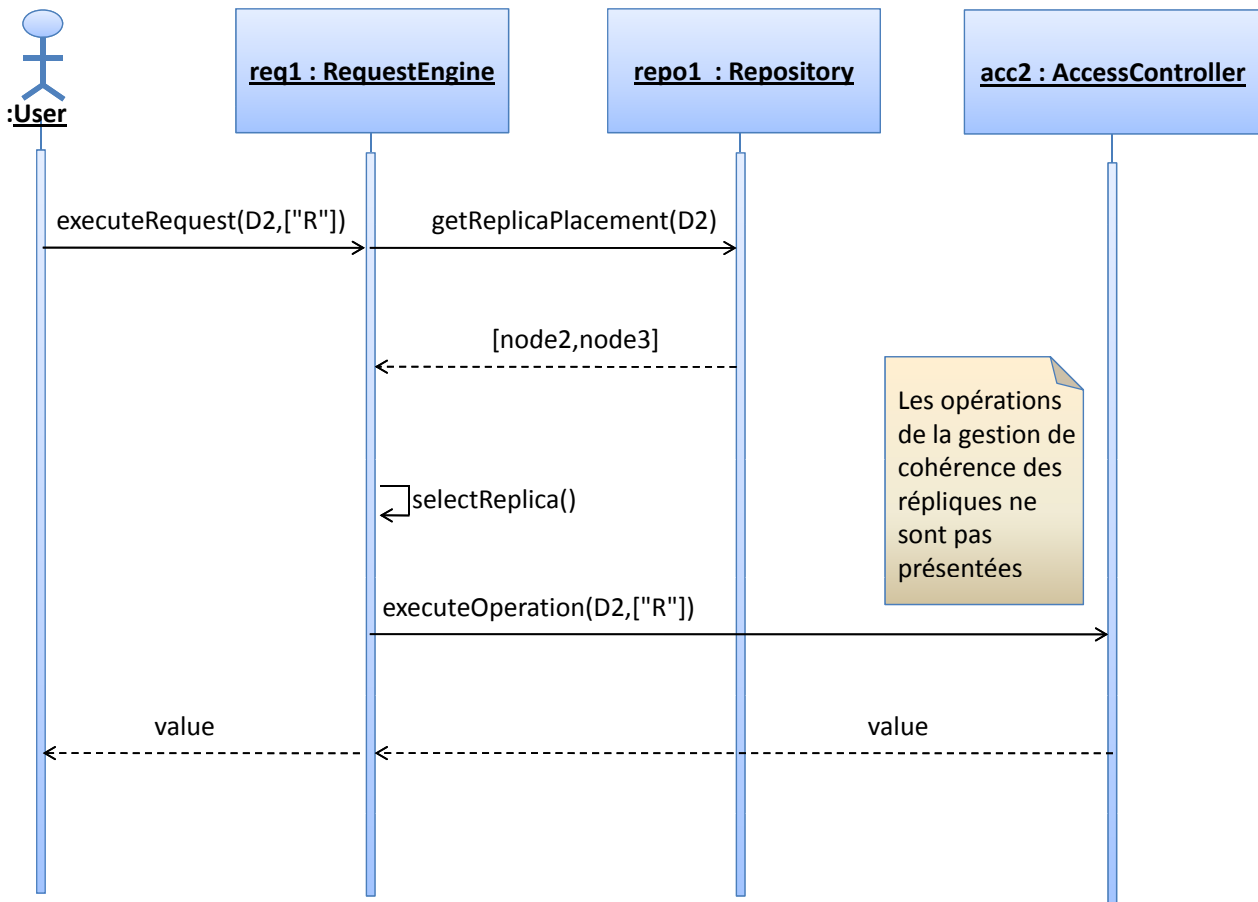 :User
req1 : RequestEngine
repo1 : Repository
acc2 : AccessController
executeRequest(D2,["R"])
getReplicaPlacement(D2)
[node2,node3]
Les opérations
de la gestion de
cohérence des
répliques ne
sont pas
présentées
selectReplica()
executeOperation(D2,["R"])
value
value